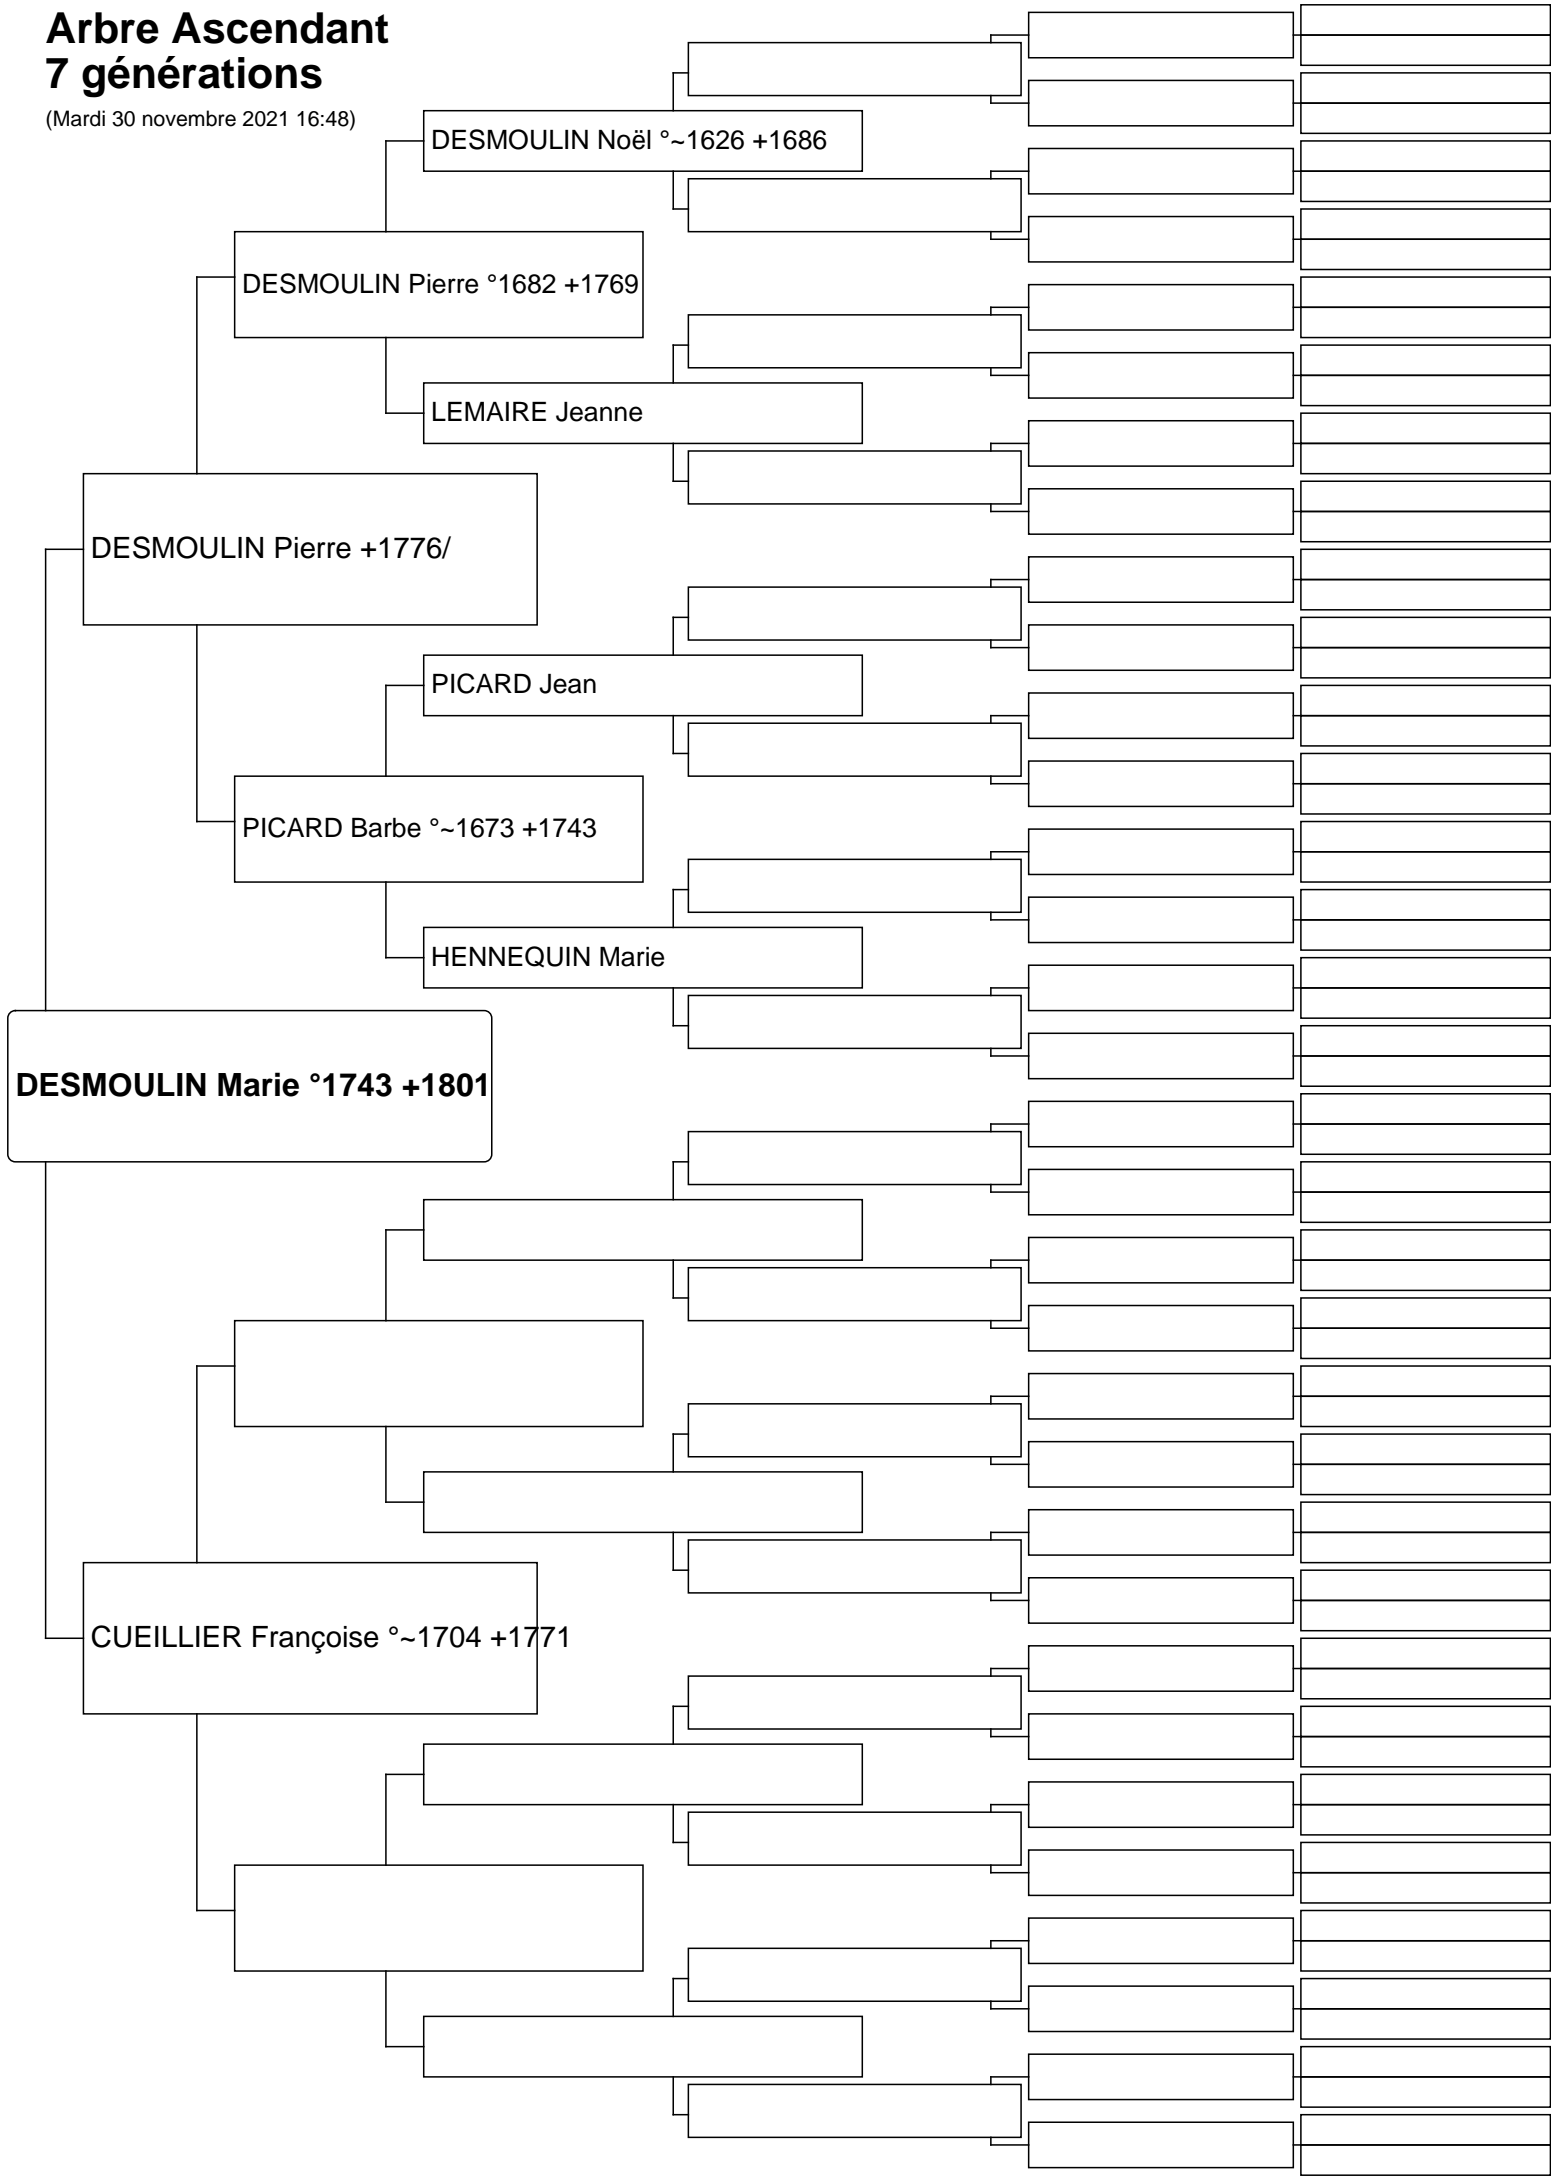 Arbre Ascendant
7 générations
(Mardi 30 novembre 2021 16:48)
DESMOULIN Noël °~1626 +1686
DESMOULIN Pierre °1682 +1769
LEMAIRE Jeanne
DESMOULIN Pierre +1776/
PICARD Jean
PICARD Barbe °~1673 +1743
HENNEQUIN Marie
DESMOULIN Marie °1743 +1801
CUEILLIER Françoise °~1704 +1771